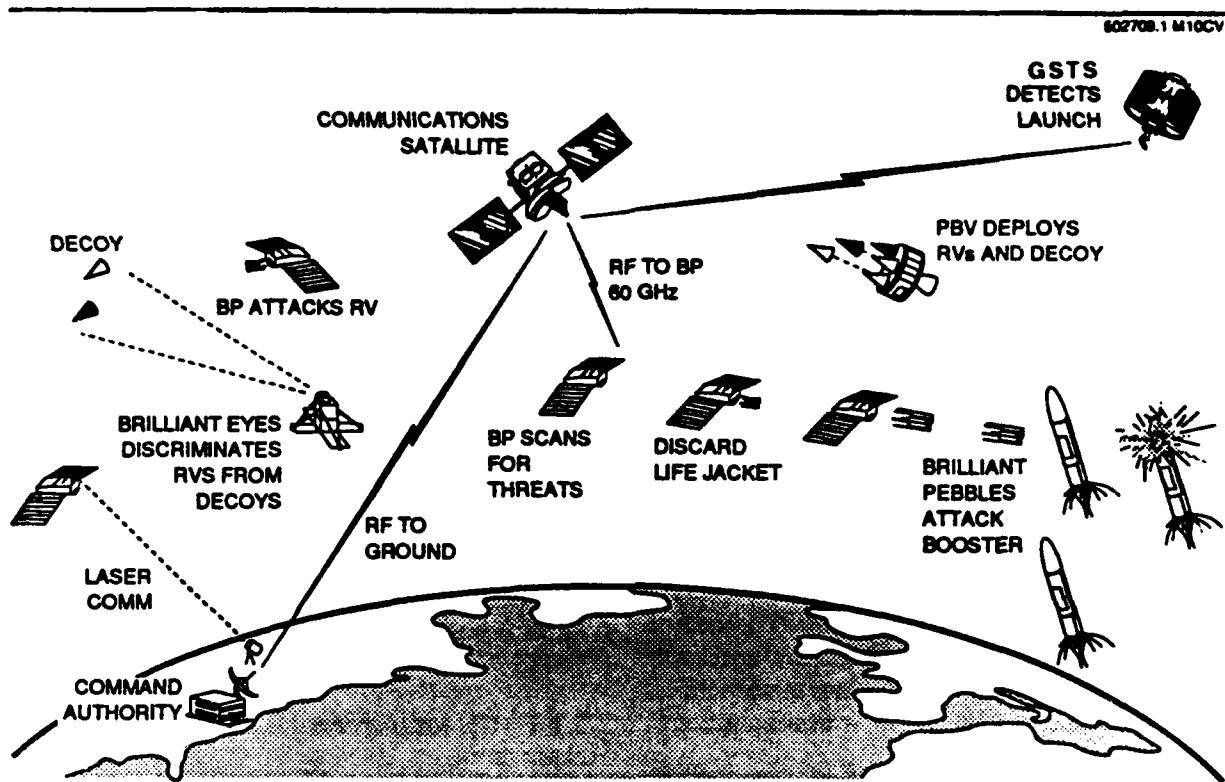 602709.1 M10CV
GSTS
DETECTS
LAUNCH
COMMUNICATIONS
SATALLITE
DECOY
BP ATTACKS RV
RF TO BP
60 GHz
PBV DEPLOYS
RVs AND DECOY
BRILLIANT EYES
DISCRIMINATES
RVS FROM
DECOYS
BP SCANS
FOR
THREATS
DISCARD
LIFE JACKET
BRILLIANT
PEBBLES
ATTACK
BOOSTER
RF TO
GROUND
LASER
COMM
COMMAND
AUTHORITY